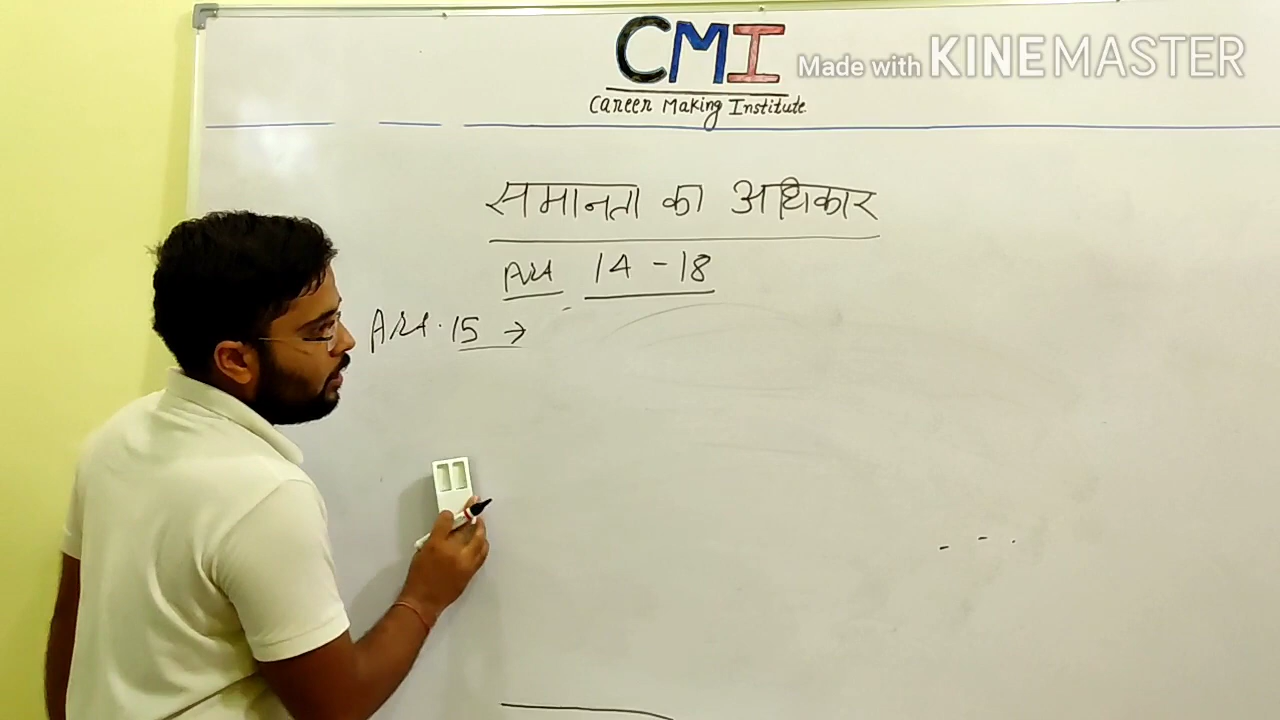 CMI
Made with KINEMASTER
Career Making Institute
समानता का अधिकार
Art 14 - 18
Art. 15 →